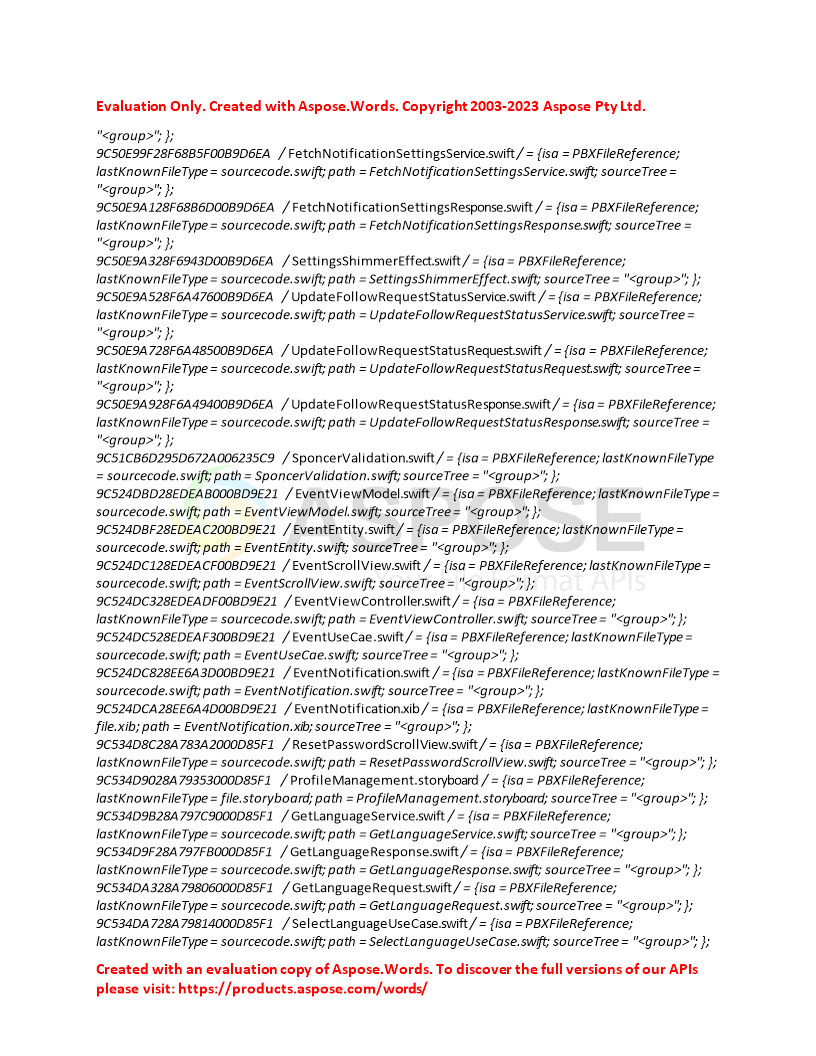 Evaluation Only. Created with Aspose.Words. Copyright 2003-2023 Aspose Pty Ltd.
"<group>"; };
9C50E99F28F68B5F00B9D6EA / FetchNotificationSettingsService.swift / = {isa = PBXFileReference;
lastKnownFileType = sourcecode.swift; path = FetchNotificationSettingsService.swift; sourceTree =
"<group>"; };
9C50E9A128F68B6D00B9D6EA / FetchNotificationSettingsResponse.swift / = {isa = PBXFileReference;
lastKnownFileType = sourcecode.swift; path = FetchNotificationSettingsResponse.swift; sourceTree =
"<group>"; };
9C50E9A328F6943D00B9D6EA / SettingsShimmerEffect.swift / = {isa = PBXFileReference;
lastKnownFileType = sourcecode.swift; path = SettingsShimmerEffect.swift; sourceTree = "<group>"; };
9C50E9A528F6A47600B9D6EA / UpdateFollowRequestStatusService.swift / = {isa = PBXFileReference;
lastKnownFileType = sourcecode.swift; path = UpdateFollowRequestStatusService.swift; sourceTree =
"<group>"; };
9C50E9A728F6A48500B9D6EA / UpdateFollowRequestStatusRequest.swift / = {isa = PBXFileReference;
lastKnownFileType = sourcecode.swift; path = UpdateFollowRequestStatusRequest.swift; sourceTree =
"<group>"; };
9C50E9A928F6A49400B9D6EA / UpdateFollowRequestStatusResponse.swift / = {isa = PBXFileReference;
lastKnownFileType = sourcecode.swift; path = UpdateFollowRequestStatusResponse.swift; sourceTree =
"<group>"; };
9C51CB6D295D672A006235C9 / SponcerValidation.swift / = {isa = PBXFileReference; lastKnownFileType
= sourcecode.swift; path = SponcerValidation.swift; sourceTree = "<group>"; };
9C524DBD28EDEAB000BD9E21 / EventViewModel.swift / = {isa = PBXFileReference; lastKnownFileType =
sourcecode.swift; path = EventViewModel.swift; sourceTree = "<group>"; };
9C524DBF28EDEAC200BD9E21 / EventEntity.swift / = {isa = PBXFileReference; lastKnownFileType =
sourcecode.swift; path = EventEntity.swift; sourceTree = "<group>"; };
9C524DC128EDEACF00BD9E21 / EventScrollView.swift / = {isa = PBXFileReference; lastKnownFileType =
sourcecode.swift; path = EventScrollView.swift; sourceTree = "<group>"; };
9C524DC328EDEADF00BD9E21 / EventViewController.swift / = {isa = PBXFileReference;
lastKnownFileType = sourcecode.swift; path = EventViewController.swift; sourceTree = "<group>"; };
9C524DC528EDEAF300BD9E21 / EventUseCae.swift / = {isa = PBXFileReference; lastKnownFileType =
sourcecode.swift; path = EventUseCae.swift; sourceTree = "<group>"; };
9C524DC828EE6A3D00BD9E21 / EventNotification.swift / = {isa = PBXFileReference; lastKnownFileType =
sourcecode.swift; path = EventNotification.swift; sourceTree = "<group>"; };
9C524DCA28EE6A4D00BD9E21 / EventNotification.xib / = {isa = PBXFileReference; lastKnownFileType =
file.xib; path = EventNotification.xib; sourceTree = "<group>"; };
9C534D8C28A783A2000D85F1 / ResetPasswordScrollView.swift / = {isa = PBXFileReference;
lastKnownFileType = sourcecode.swift; path = ResetPasswordScrollView.swift; sourceTree = "<group>"; };
9C534D9028A79353000D85F1 / ProfileManagement.storyboard / = {isa = PBXFileReference;
lastKnownFileType = file.storyboard; path = ProfileManagement.storyboard; sourceTree = "<group>"; };
9C534D9B28A797C9000D85F1 / GetLanguageService.swift / = {isa = PBXFileReference;
lastKnownFileType = sourcecode.swift; path = GetLanguageService.swift; sourceTree = "<group>"; };
9C534D9F28A797FB000D85F1 / GetLanguageResponse.swift / = {isa = PBXFileReference;
lastKnownFileType = sourcecode.swift; path = GetLanguageResponse.swift; sourceTree = "<group>"; };
9C534DA328A79806000D85F1 / GetLanguageRequest.swift / = {isa = PBXFileReference;
lastKnownFileType = sourcecode.swift; path = GetLanguageRequest.swift; sourceTree = "<group>"; };
9C534DA728A79814000D85F1 / SelectLanguageUseCase.swift / = {isa = PBXFileReference;
lastKnownFileType = sourcecode.swift; path = SelectLanguageUseCase.swift; sourceTree = "<group>"; };
Created with an evaluation copy of Aspose.Words. To discover the full versions of our APIs
please visit: https://products.aspose.com/words/
ASPOSE
Your File Format APIs